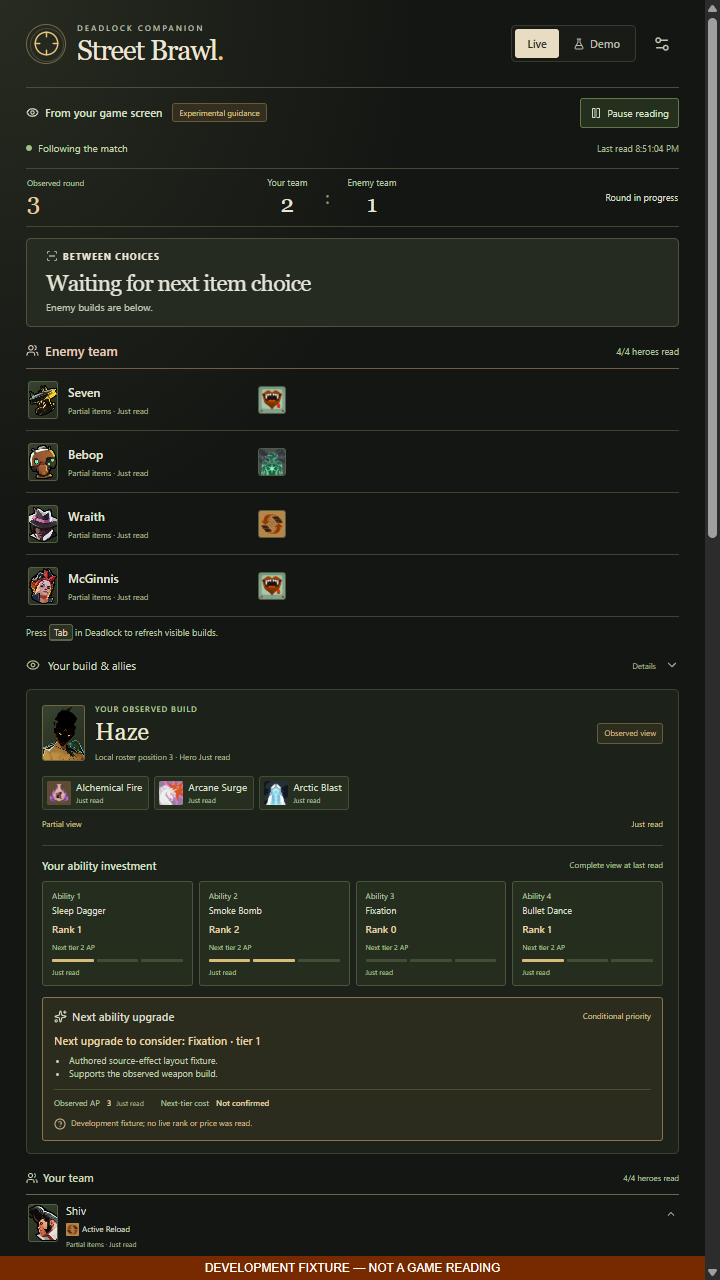 DEADLOCK COMPANION
Street Brawl.
Live
Demo
From your game screen
Experimental guidance
Pause reading
Following the match
Last read 8:51:04 PM
Observed round
3
Your team
2
:
Enemy team
1
Round in progress
BETWEEN CHOICES
Waiting for next item choice
Enemy builds are below.
Enemy team
4/4 heroes read
Seven
Partial items · Just read
Bebop
Partial items · Just read
Wraith
Partial items · Just read
McGinnis
Partial items · Just read
Press Tab in Deadlock to refresh visible builds.
Your build & allies
Details
YOUR OBSERVED BUILD
Haze
Local roster position 3 · Hero Just read
Observed view
Alchemical Fire
Just read
Arcane Surge
Just read
Arctic Blast
Just read
Partial view
Just read
Your ability investment
Complete view at last read
Ability 1
Sleep Dagger
Rank 1
Next tier 2 AP
Just read
Ability 2
Smoke Bomb
Rank 2
Next tier 2 AP
Just read
Ability 3
Fixation
Rank 0
Next tier 2 AP
Just read
Ability 4
Bullet Dance
Rank 1
Next tier 2 AP
Just read
Next ability upgrade
Conditional priority
Next upgrade to consider: Fixation · tier 1
• Authored source-effect layout fixture.
• Supports the observed weapon build.
Observed AP 3 Just read Next-tier cost Not confirmed
Development fixture; no live rank or price was read.
Your team
4/4 heroes read
Shiv
Active Reload
Partial items · Just read
DEVELOPMENT FIXTURE — NOT A GAME READING